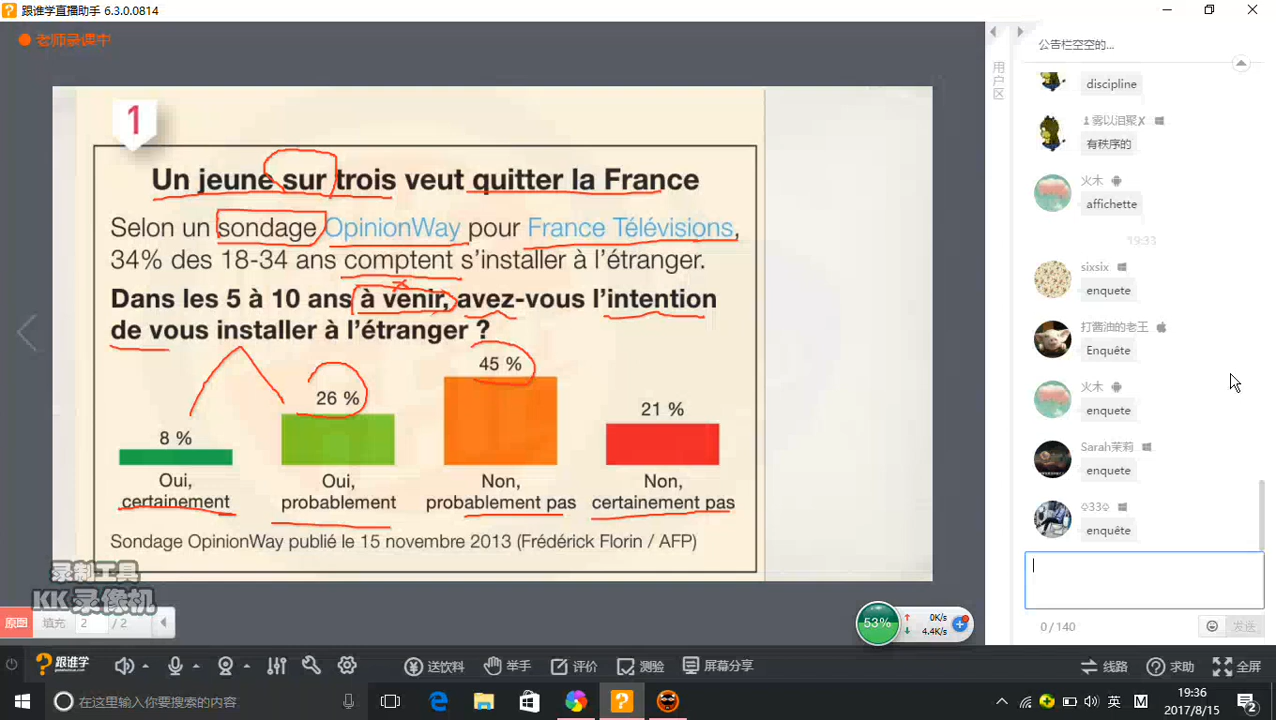 跟谁学直播助手 6.3.0.0814
老师录课中
1
Un jeune sur trois veut quitter la France
Selon un sondage OpinionWay pour France Télévisions,
34% des 18-34 ans comptent s’installer à l’étranger.
Dans les 5 à 10 ans à venir, avez-vous l’intention
de vous installer à l’étranger ?
8 %
26 %
45 %
21 %
Oui,
certainement
Oui,
probablement
Non,
probablement pas
Non,
certainement pas
Sondage OpinionWay publié le 15 novembre 2013 (Frédérick Florin / AFP)
录制工具
KK录像机
原图 填充 2 / 2
53%
0K/s
4.4K/s
用户区
公告栏空空的...
discipline
雾以泪聚
有秩序的
火木
affichette
19:33
sixsix
enquete
打酱油的老王
Enquête
火木
enquete
Sarah茉莉
enquete
33
enquête
0 / 140
发送
跟谁学
送饮料 举手 评价 测验 屏幕分享 线路 求助 全屏
在这里输入你要搜索的内容
英 M
19:36
2017/8/15
2